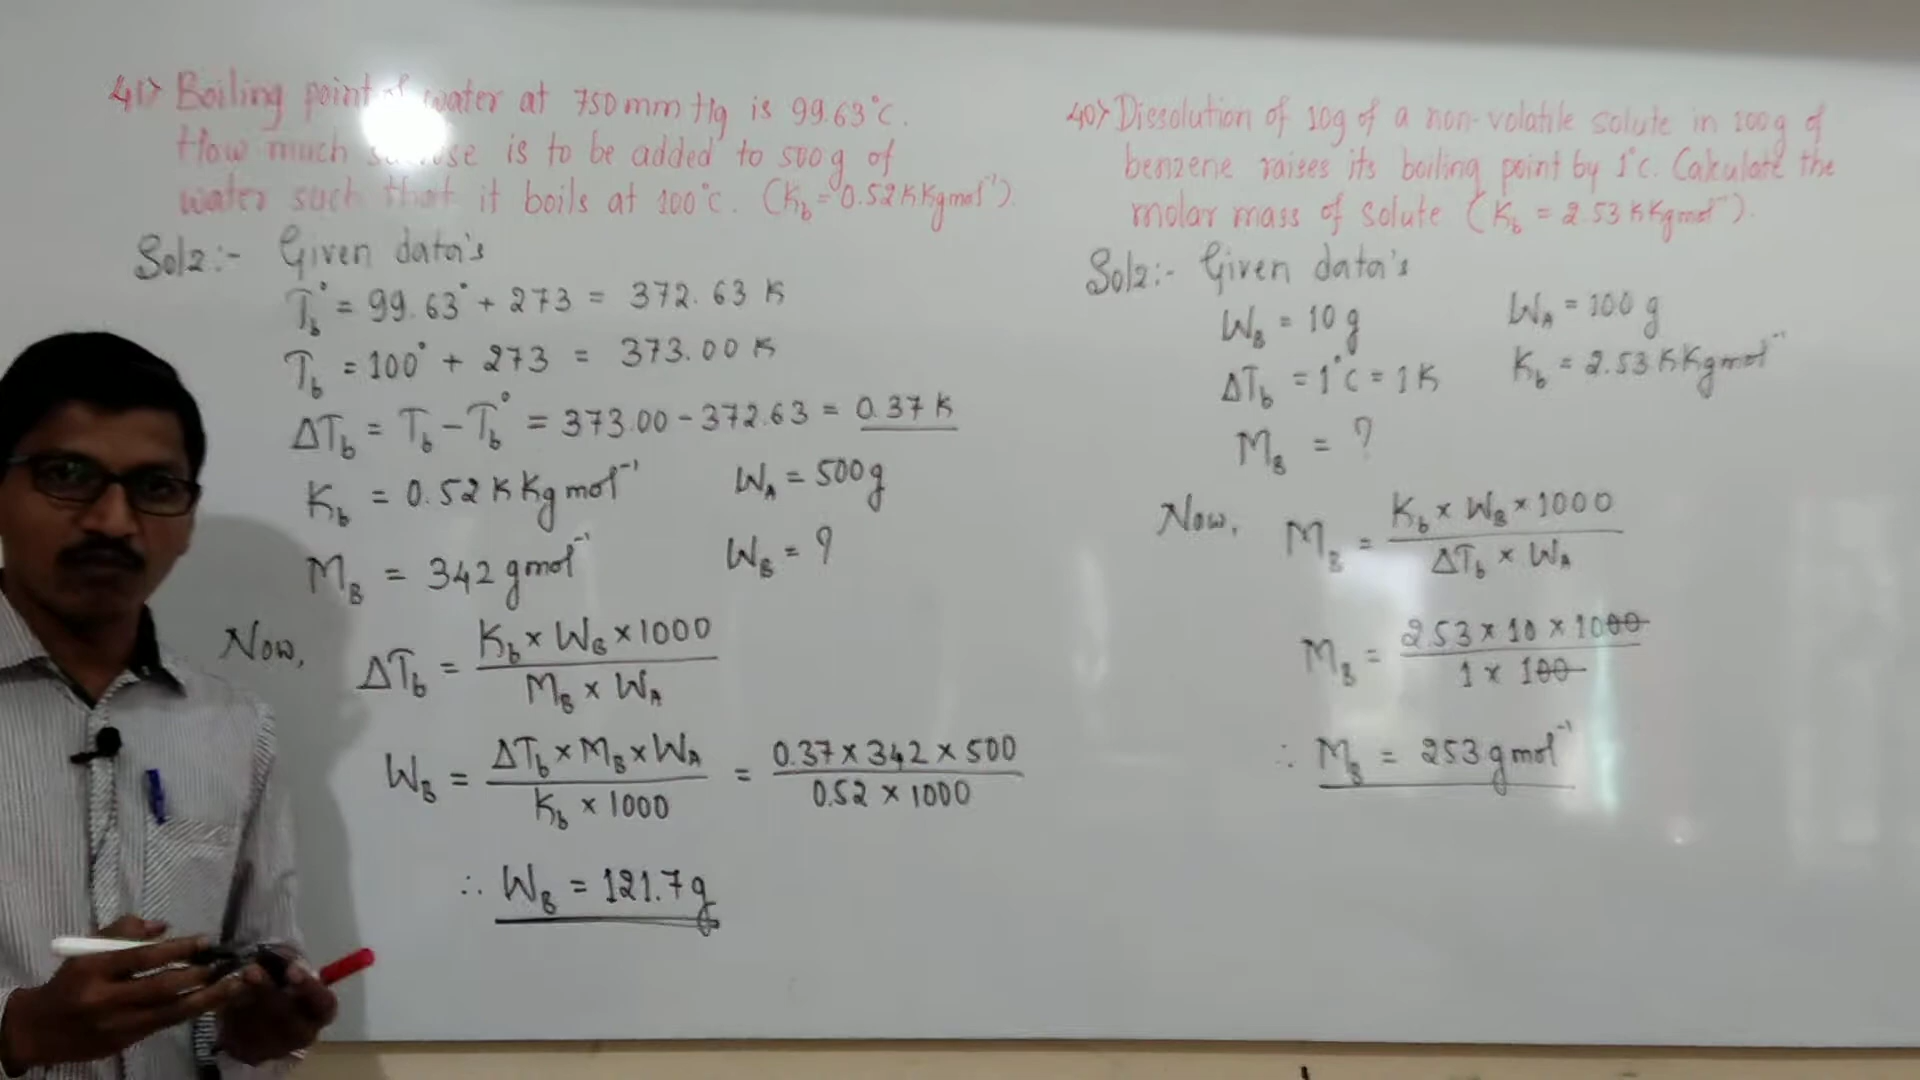 41) Boiling point of water at 750mm Hg is 99.63°C.
How much sucrose is to be added to 500g of
water such that it boils at 100°C. (Kb = 0.52 K Kg mol⁻¹).
Sol2:- Given data's
Tb° = 99.63° + 273 = 372.63 K
Tb = 100° + 273 = 373.00 K
ΔTb = Tb - Tb° = 373.00 - 372.63 = 0.37 K
Kb = 0.52 K Kg mol⁻¹ WA = 500g
MB = 342 gmol⁻¹ WB = ?
Now, ΔTb = Kb × WB × 1000 / MB × WA
WB = ΔTb × MB × WA / Kb × 1000 = 0.37 × 342 × 500 / 0.52 × 1000
∴ WB = 121.7g
40) Dissolution of 10g of a non-volatile solute in 100g of
benzene raises its boiling point by 1°C. Calculate the
molar mass of solute (Kb = 2.53 K Kg mol⁻¹).
Sol2:- Given data's
WB = 10g WA = 100g
ΔTb = 1°C = 1K Kb = 2.53 K Kg mol⁻¹
MB = ?
Now, MB = Kb × WB × 1000 / ΔTb × WA
MB = 2.53 × 10 × 1000 / 1 × 100
∴ MB = 253 gmol⁻¹